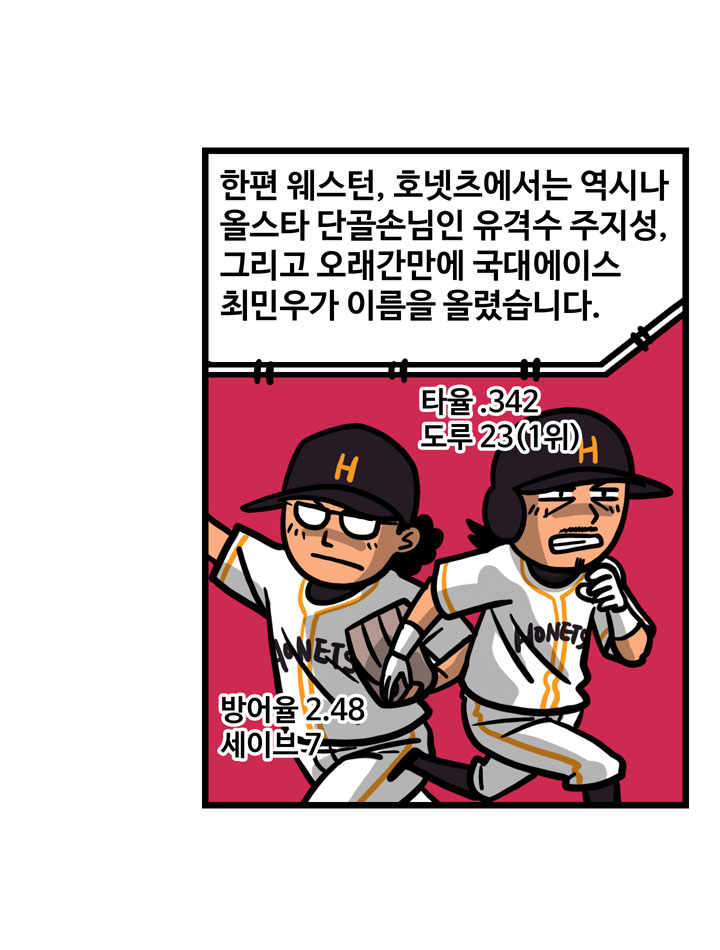 한편 웨스턴, 호넷츠에서는 역시나
올스타 단골손님인 유격수 주지성,
그리고 오래간만에 국대에이스
최민우가 이름을 올렸습니다.
타율 .342
도루 23(1위)
H
H
HONETS
HONETS
방어율 2.48
세이브 7